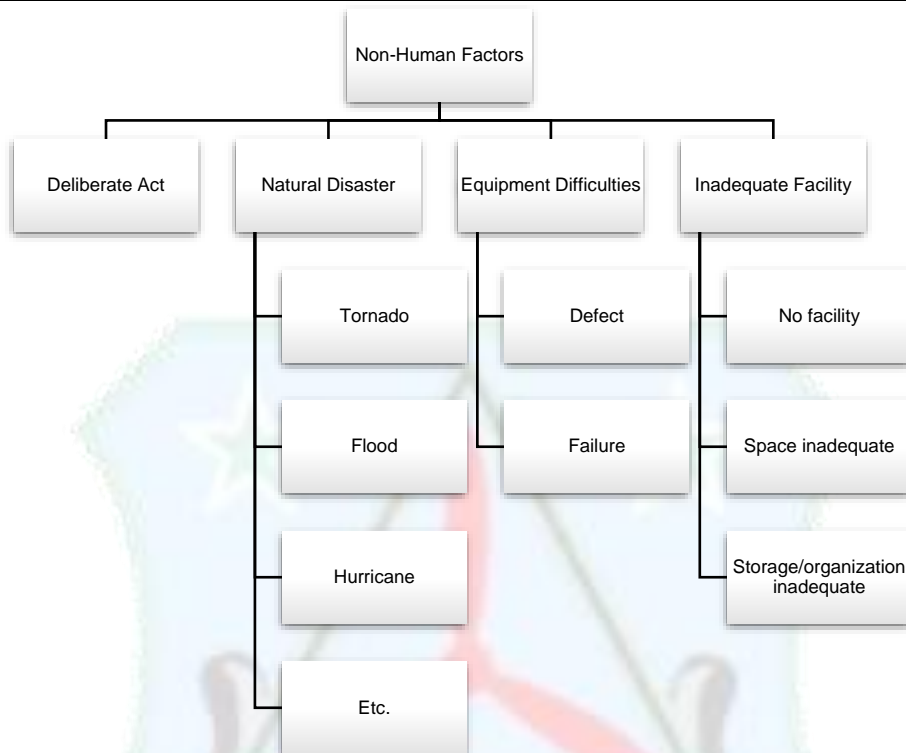 Non-Human Factors
Deliberate Act
Natural Disaster
Equipment Difficulties
Inadequate Facility
Tornado
Defect
No facility
Flood
Failure
Space inadequate
Hurricane
Storage/organization
inadequate
Etc.